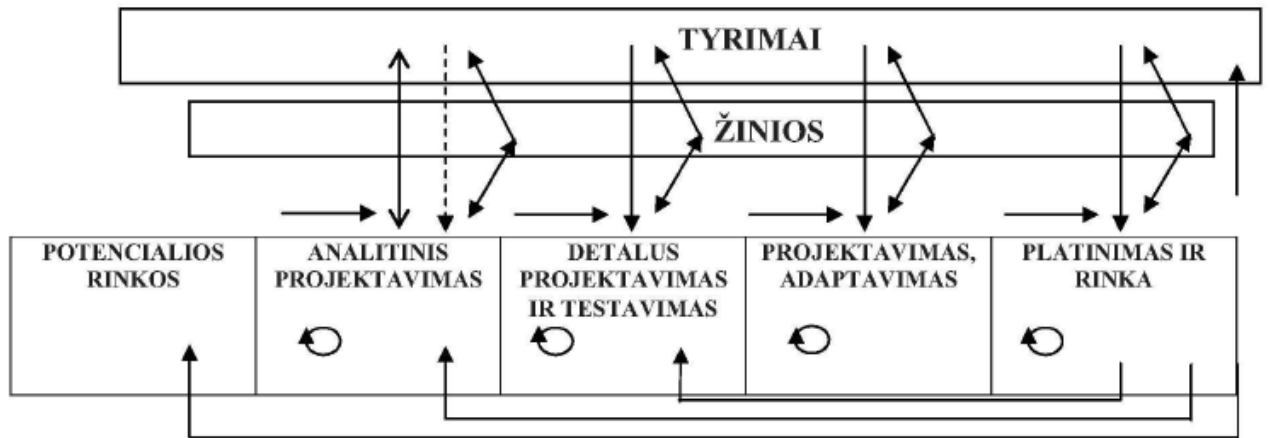 TYRIMAI
ŽINIOS
POTENCIALIOS
RINKOS
ANALITINIS
PROJEKTAVIMAS
DETALUS
PROJEKTAVIMAS
IR TESTAVIMAS
PROJEKTAVIMAS,
ADAPTAVIMAS
PLATINIMAS IR
RINKA